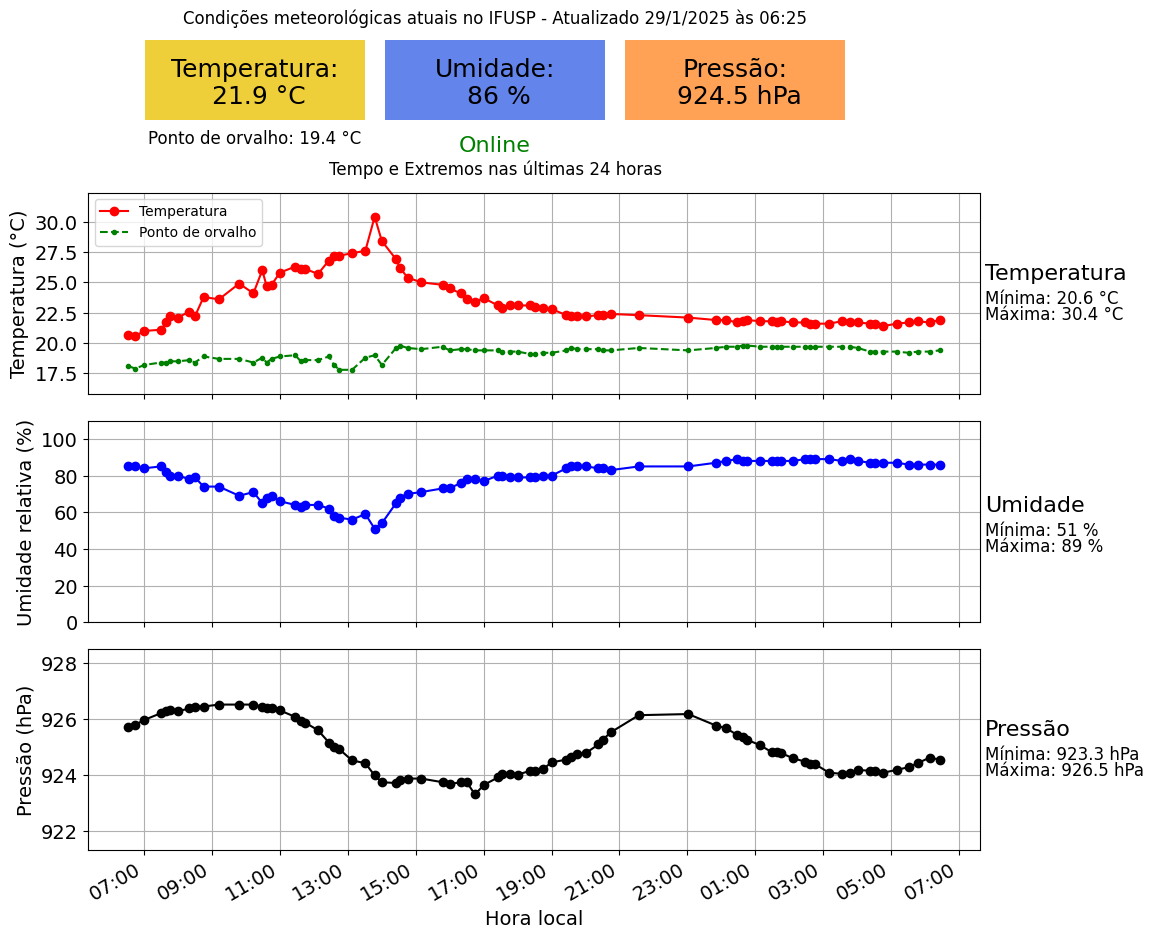 Condições meteorológicas atuais no IFUSP - Atualizado 29/1/2025 às 06:25
Temperatura:
21.9 °C
Umidade:
86 %
Pressão:
924.5 hPa
Ponto de orvalho: 19.4 °C
Online
Tempo e Extremos nas últimas 24 horas
Temperatura (°C)
30.0
27.5
25.0
22.5
20.0
17.5
Temperatura
Ponto de orvalho
Temperatura
Mínima: 20.6 °C
Máxima: 30.4 °C
Umidade relativa (%)
100
80
60
40
20
0
Umidade
Mínima: 51 %
Máxima: 89 %
Pressão (hPa)
928
926
924
922
Pressão
Mínima: 923.3 hPa
Máxima: 926.5 hPa
07:00 09:00 11:00 13:00 15:00 17:00 19:00 21:00 23:00 01:00 03:00 05:00 07:00
Hora local